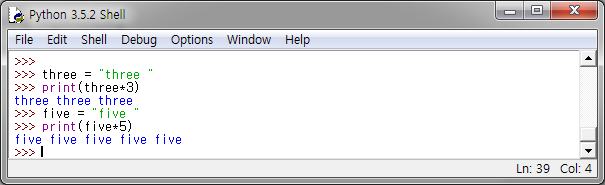 Python 3.5.2 Shell
File Edit Shell Debug Options Window Help
>>>
>>> three = "three "
>>> print(three*3)
three three three
>>> five = "five "
>>> print(five*5)
five five five five five
>>>
Ln: 39 Col: 4